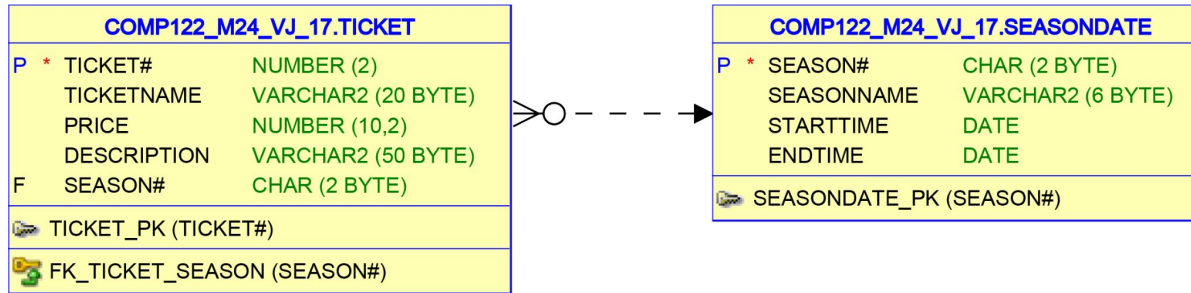 COMP122_M24_VJ_17.TICKET
P * TICKET# NUMBER (2)
TICKETNAME VARCHAR2 (20 BYTE)
PRICE NUMBER (10,2)
DESCRIPTION VARCHAR2 (50 BYTE)
F SEASON# CHAR (2 BYTE)
TICKET_PK (TICKET#)
FK_TICKET_SEASON (SEASON#)
COMP122_M24_VJ_17.SEASONDATE
P * SEASON# CHAR (2 BYTE)
SEASONNAME VARCHAR2 (6 BYTE)
STARTTIME DATE
ENDTIME DATE
SEASONDATE_PK (SEASON#)